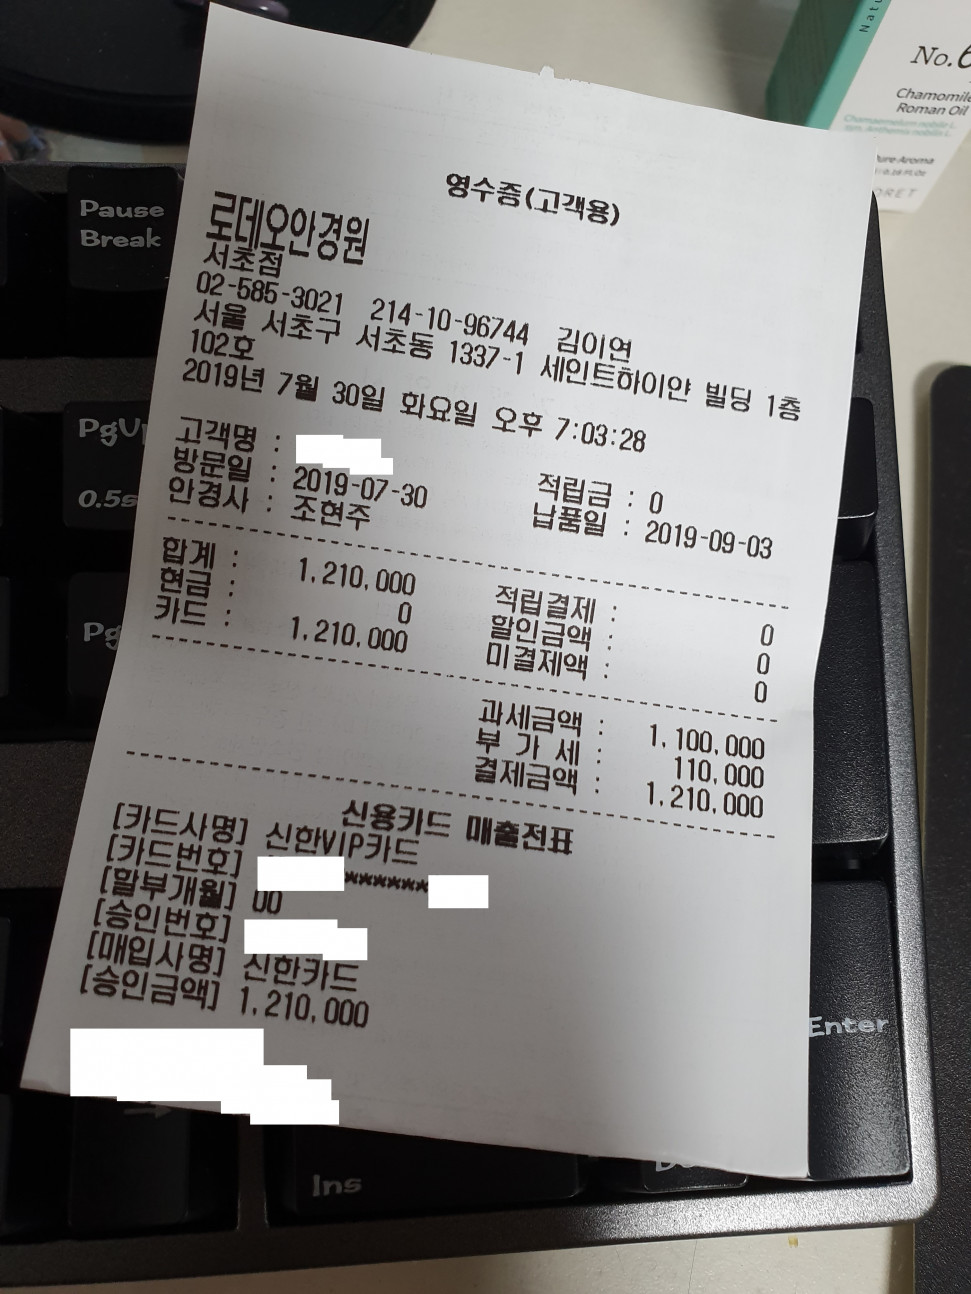 영수증(고객용)
로데오안경원
서초점
02-585-3021 214-10-96744 김이연
서울 서초구 서초동 1337-1 세인트하이얀 빌딩 1층
102호
2019년 7월 30일 화요일 오후 7:03:28
고객명 :
방문일 : 2019-07-30 적립금 : 0
안경사 : 조현주 납품일 : 2019-09-03
합계 : 1,210,000 적립결제 : 0
현금 : 0 할인금액 : 0
카드 : 1,210,000 미결제액 : 0
과세금액 : 1,100,000
부 가 세 : 110,000
결제금액 : 1,210,000
신용카드 매출전표
[카드사명] 신한VIP카드
[카드번호] ******
[할부개월] 00
[승인번호]
[매입사명] 신한카드
[승인금액] 1,210,000
Pause
Break
PgUp
0.5s
Pg
Enter
Ins
No.6
Chamomile
Roman Oil
Pure Aroma